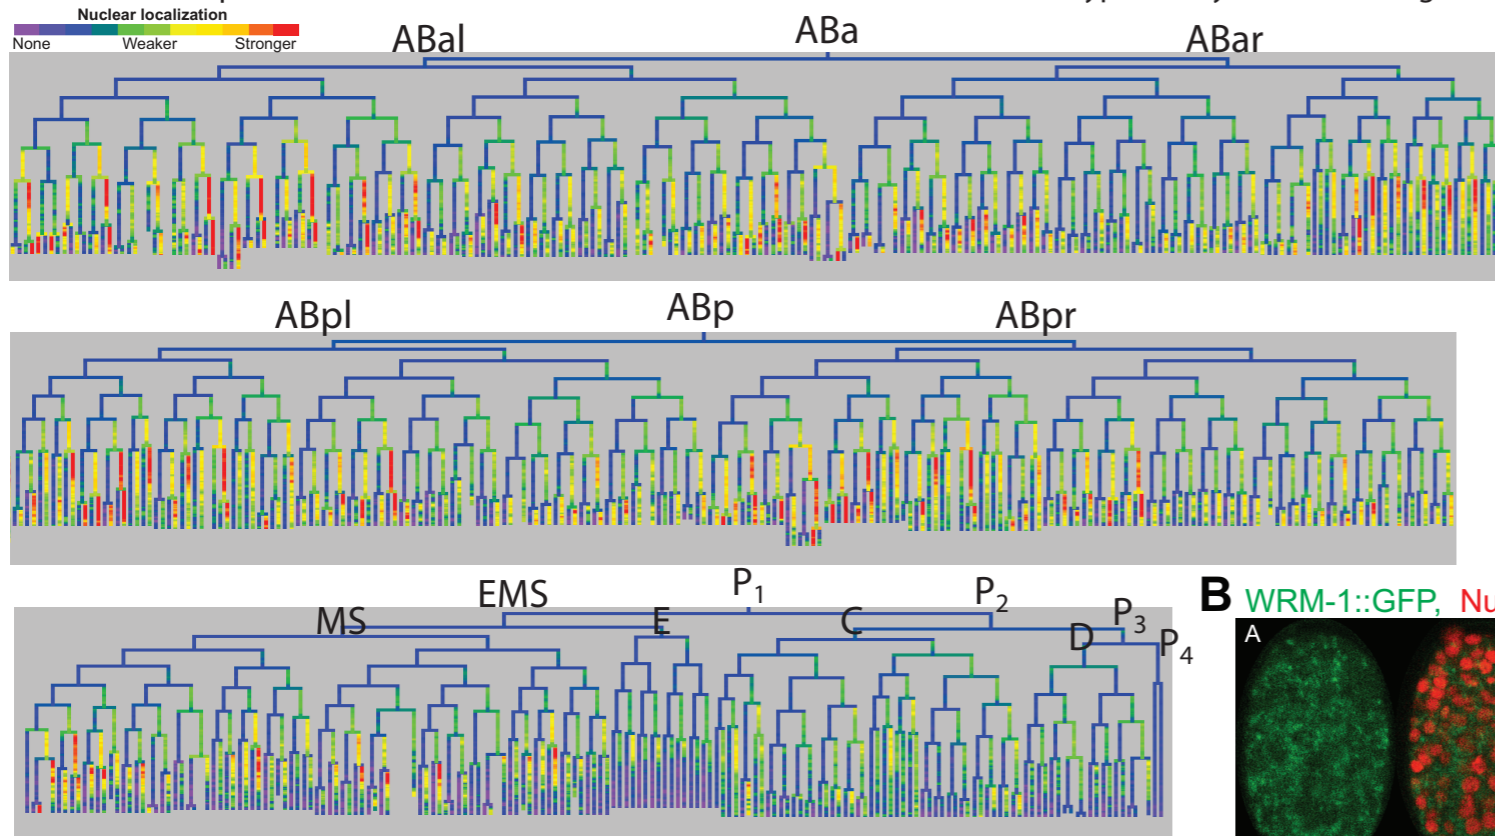 Nuclear localization
None Weaker Stronger
ABal ABa ABar
ABpl ABp ABpr
EMS P1 P2
MS E C D P3 P4
B WRM-1::GFP, Nu
A